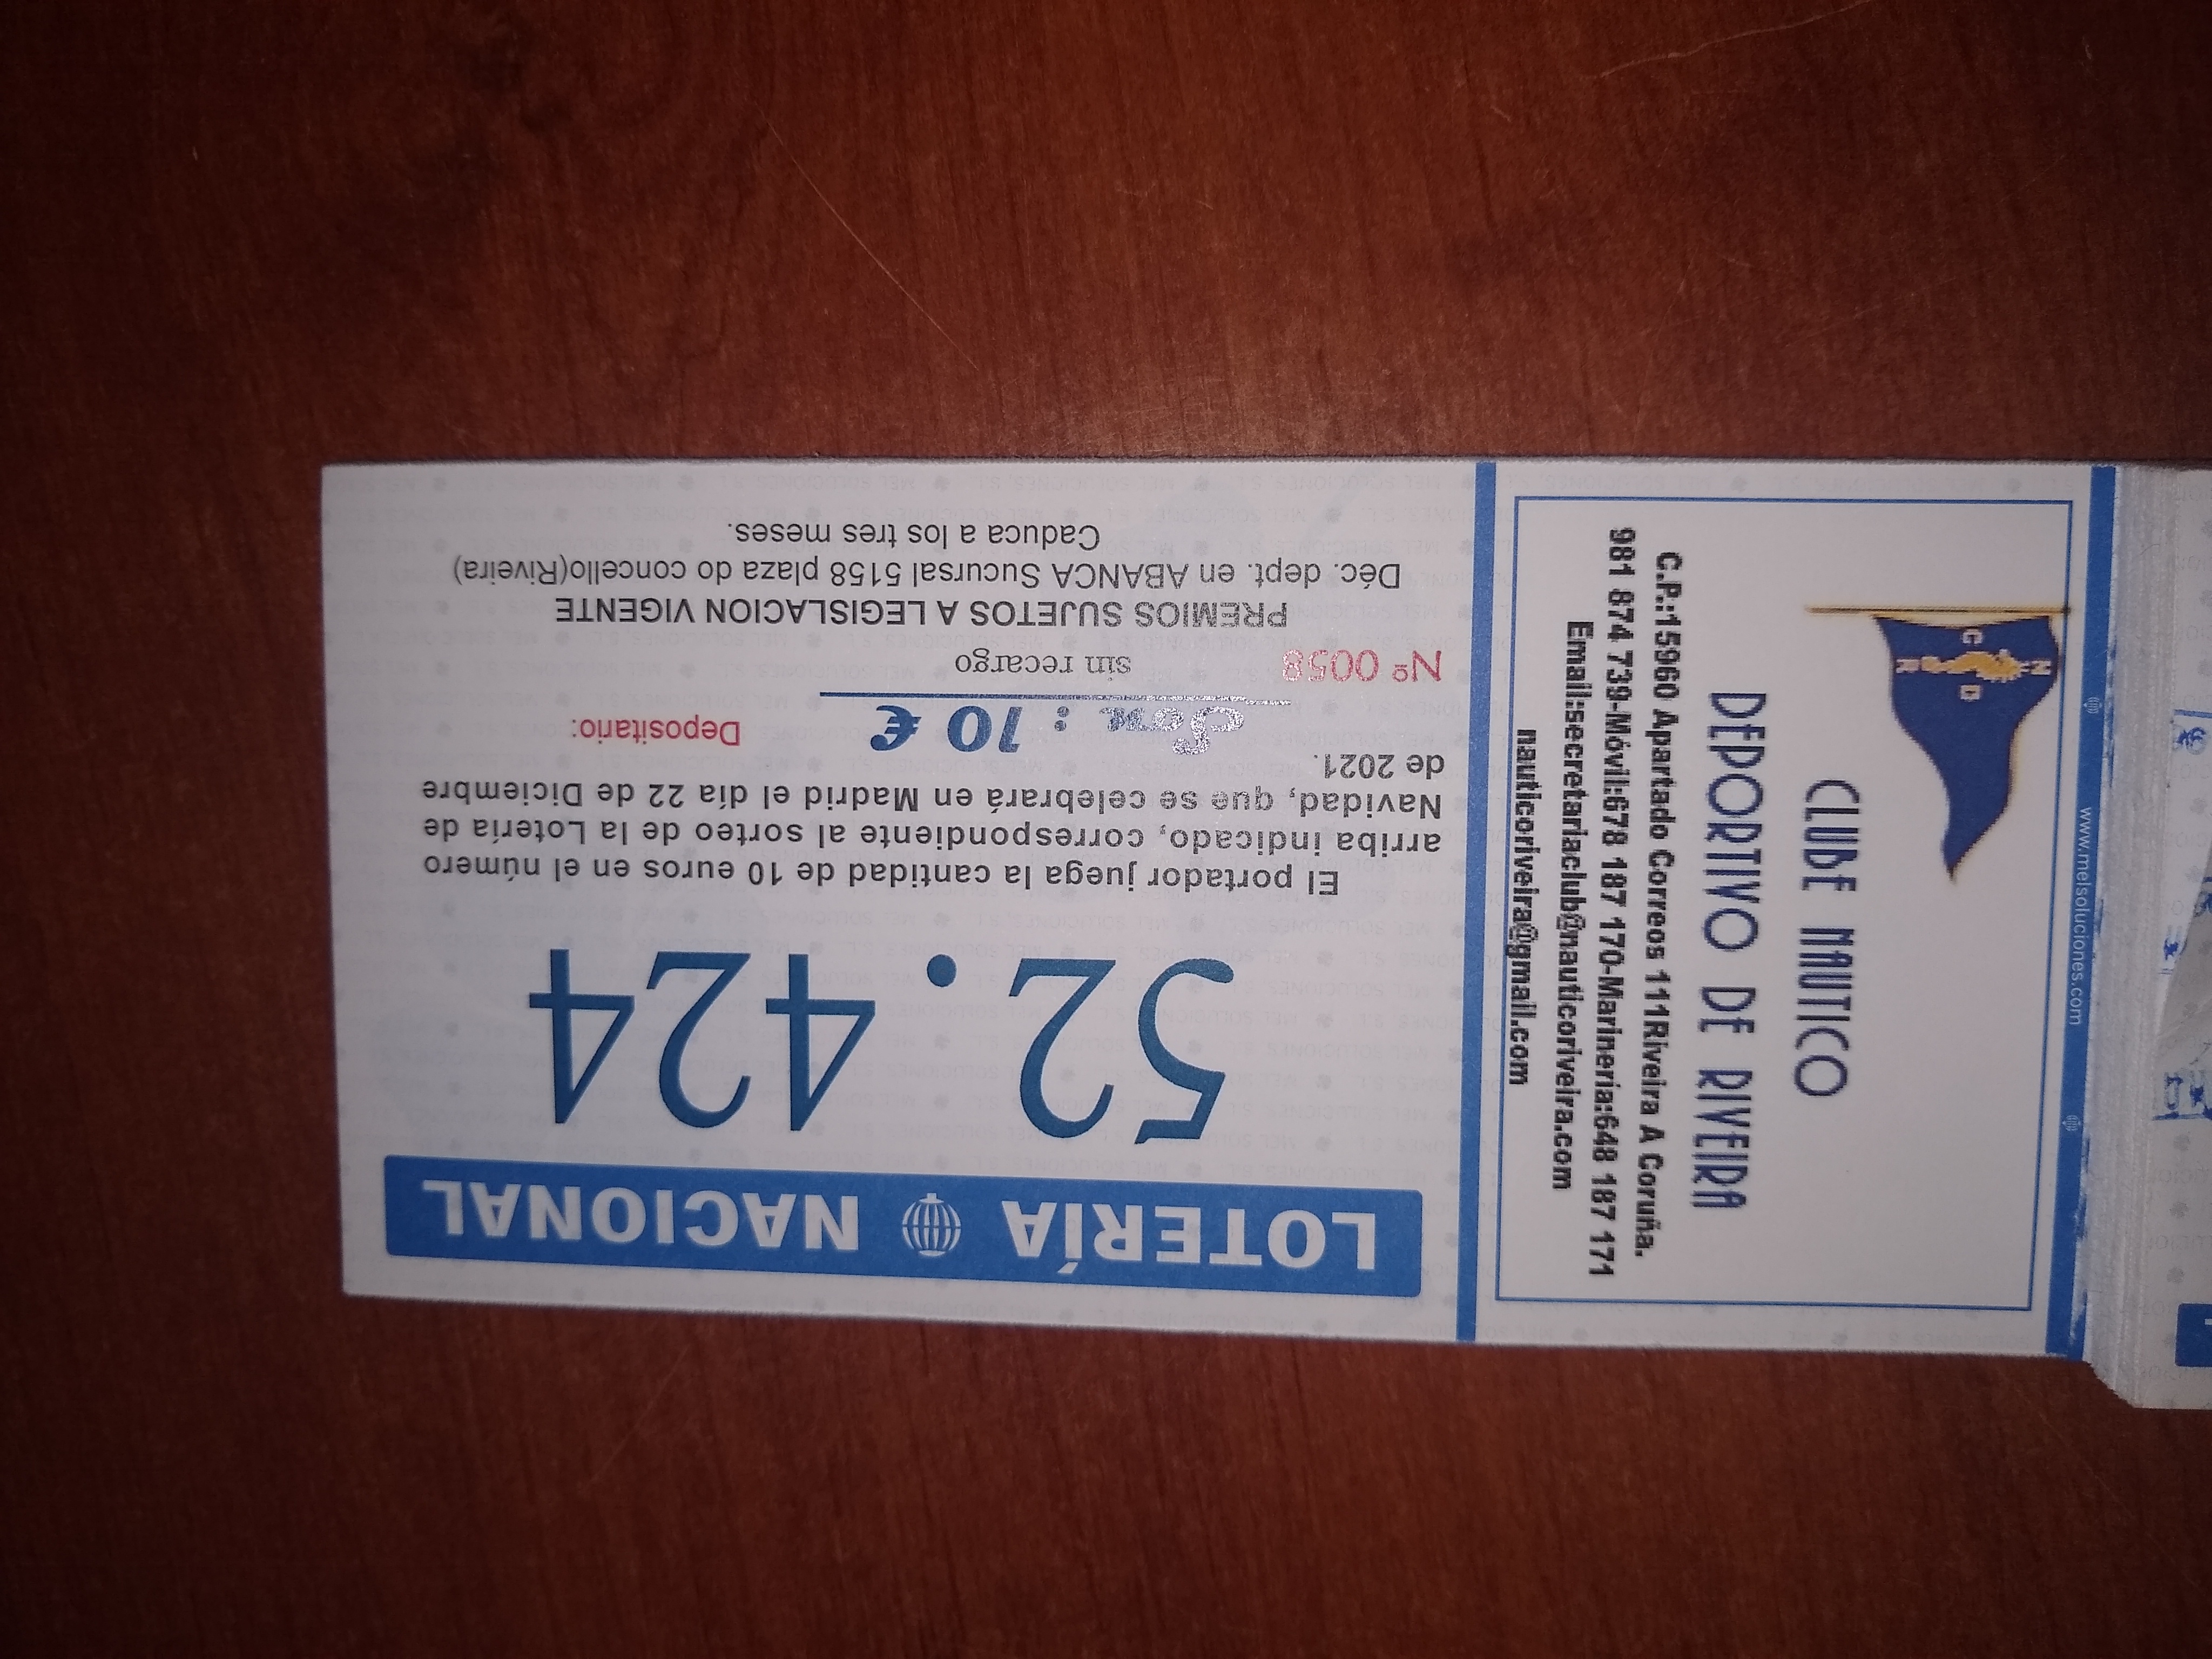 LOTERÍA NACIONAL
52.424
El portador juega la cantidad de 10 euros en el número
arriba indicado, correspondiente al sorteo de la Lotería de
Navidad, que se celebrará en Madrid el día 22 de Diciembre
de 2021.
Son : 10 € Depositario:
Nº 0058 sin recargo
PREMIOS SUJETOS A LEGISLACION VIGENTE
Déc. dept. en ABANCA Sucursal 5158 plaza do concello(Riveira)
Caduca a los tres meses.
CLUBE NAUTICO
DEPORTIVO DE RIVEIRA
C.P.:15960 Apartado Correos 111Riveira A Coruña.
981 874 739-Móvil:678 187 170-Marineria:648 187 171
Email:secretariaclub@nauticoriveira.com
nauticoriveira@gmail.com
www.melsoluciones.com